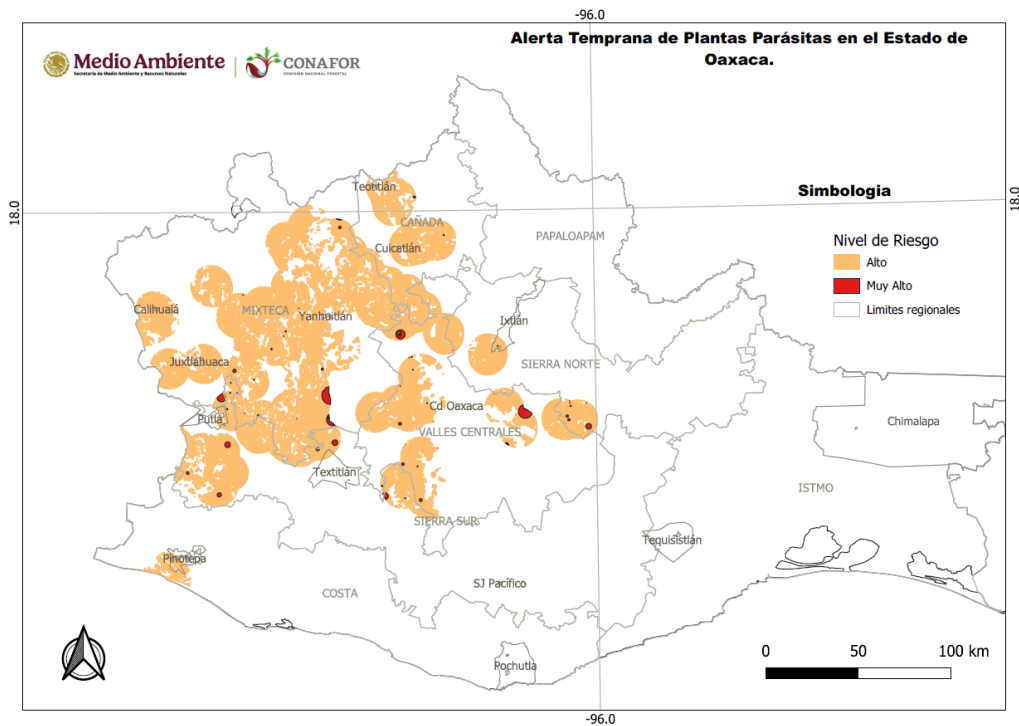 -96.0
Alerta Temprana de Plantas Parásitas en el Estado de
Oaxaca.
Medio Ambiente
Secretaría de Medio Ambiente y Recursos Naturales
CONAFOR
COMISIÓN NACIONAL FORESTAL
18.0
18.0
Simbologia
Nivel de Riesgo
Alto
Muy Alto
Limites regionales
Teotitlán
CAÑADA
PAPALOAPAM
Cuicatlán
Calihualá
MIXTECA
Yanhuitlán
Ixtlán
Juxtlahuaca
SIERRA NORTE
Cd Oaxaca
Putla
VALLES CENTRALES
Chimalapa
Textitlán
ISTMO
SIERRA SUR
Tequisistlán
Pinotepa
SJ Pacífico
COSTA
Pochutla
0 50 100 km
-96.0